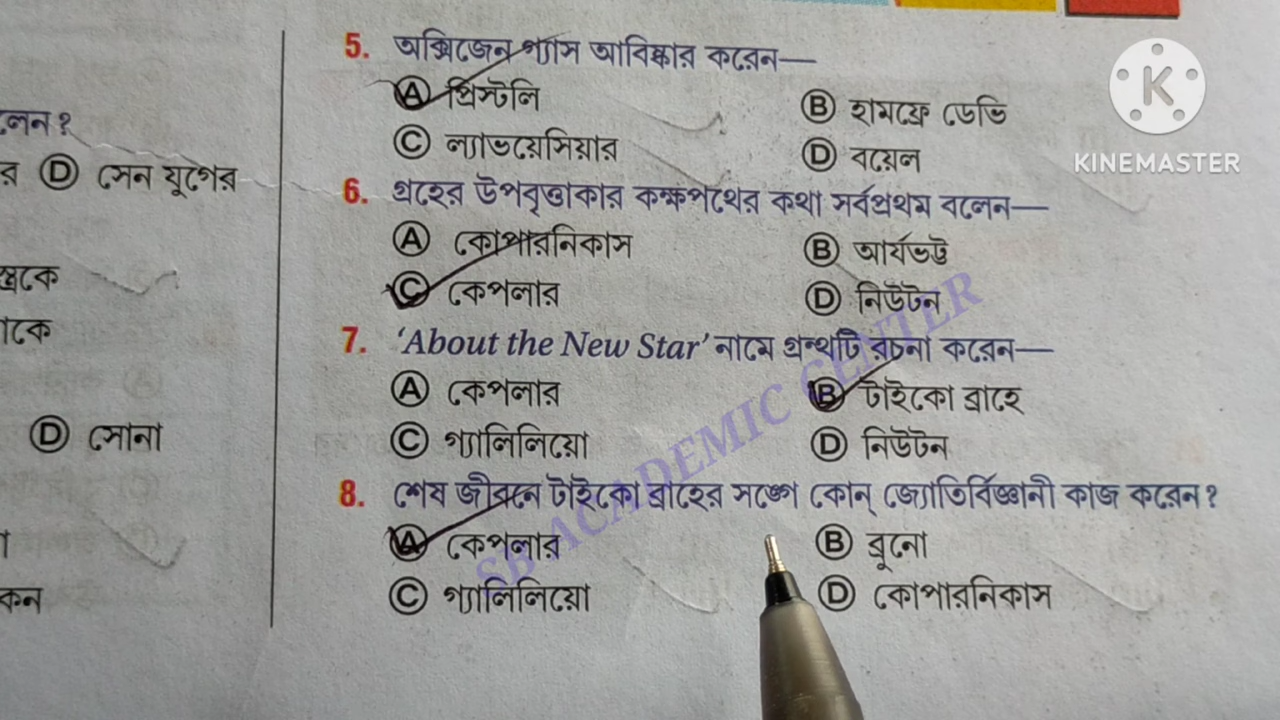 5. অক্সিজেন গ্যাস আবিষ্কার করেন—
A প্রিস্টলি B হামফ্রে ডেভি
C ল্যাভয়েসিয়ার D বয়েল
6. গ্রহের উপবৃত্তাকার কক্ষপথের কথা সর্বপ্রথম বলেন—
A কোপারনিকাস B আর্যভট্ট
C কেপলার D নিউটন
7. 'About the New Star' নামে গ্রন্থটি রচনা করেন—
A কেপলার B টাইকো ব্রাহে
C গ্যালিলিয়ো D নিউটন
8. শেষ জীবনে টাইকো ব্রাহের সঙ্গে কোন্ জ্যোতির্বিজ্ঞানী কাজ করেন?
A কেপলার B ব্রুনো
C গ্যালিলিয়ো D কোপারনিকাস
লেন?
র D সেন যুগের
D সোনা
K
KINEMASTER
SB ACADEMIC CENTER